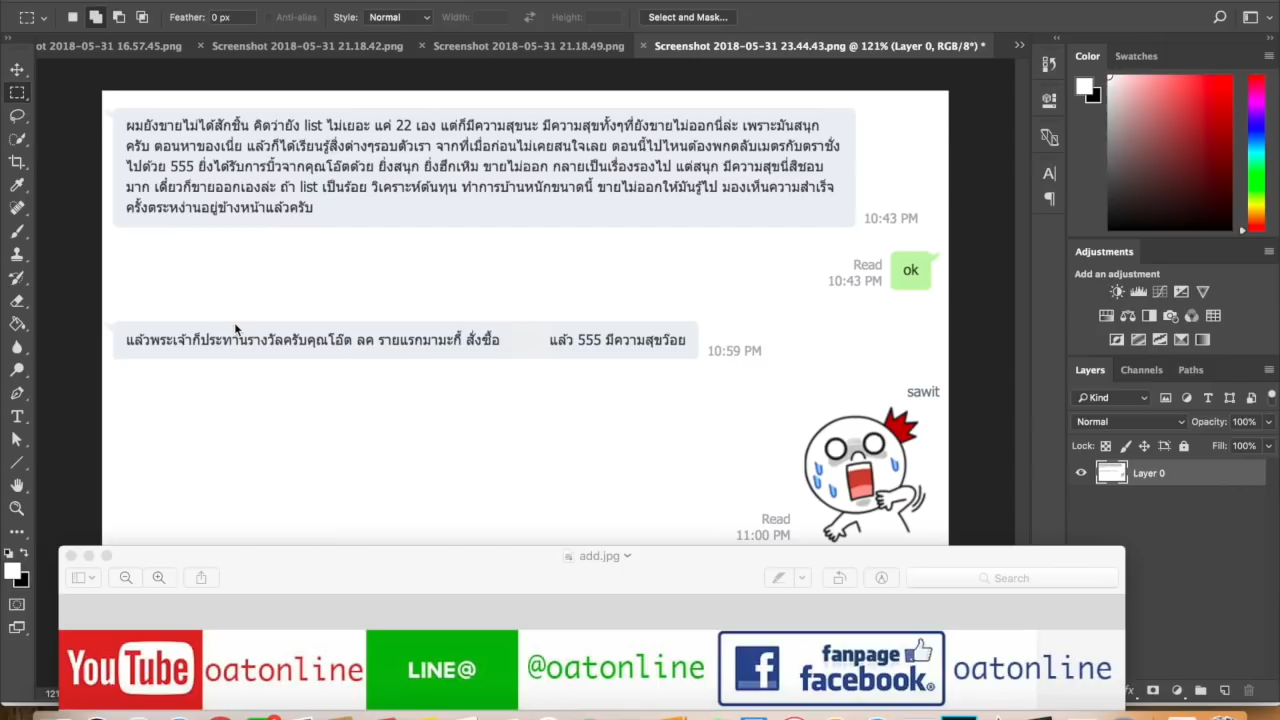 Feather: 0 px Anti-alias Style: Normal Width: Height: Select and Mask...
ot 2018-05-31 16.57.45.png × Screenshot 2018-05-31 21.18.42.png × Screenshot 2018-05-31 21.18.49.png × Screenshot 2018-05-31 23.44.43.png @ 121% (Layer 0, RGB/8*) *
Color Swatches
ผมยังขายไม่ได้สักชิ้น คิดว่ายัง list ไม่เยอะ แค่ 22 เอง แต่ก็มีความสุขนะ มีความสุขทั้งๆที่ยังขายไม่ออกนี่ล่ะ เพราะมันสนุก
ครับ ตอนหาของเนี่ย แล้วก็ได้เรียนรู้สิ่งต่างๆรอบตัวเรา จากที่เมื่อก่อนไม่เคยสนใจเลย ตอนนี้ไปไหนต้องพกตลับเมตรกับตราชั่ง
ไปด้วย 555 ยิ่งได้รับการบิ้วจากคุณโอ๊ตด้วย ยิ่งสนุก ยิ่งฮึกเหิม ขายไม่ออก กลายเป็นเรื่องรองไป แต่สนุก มีความสุขนี่สิชอบ
มาก เดี๋ยวก็ขายออกเองล่ะ ถ้า list เป็นร้อย วิเคราะห์ต้นทุน ทำการบ้านหนักขนาดนี้ ขายไม่ออกให้มันรู้ไป มองเห็นความสำเร็จ
ครั้งตระหง่านอยู่ข้างหน้าแล้วครับ
10:43 PM
Read
10:43 PM
ok
แล้วพระเจ้าก็ประทานรางวัลครับคุณโอ๊ต ลค รายแรกมามะกี้ สั่งซื้อ แล้ว 555 มีความสุขว๊อย
10:59 PM
sawit
Read
11:00 PM
Adjustments
Add an adjustment
Layers Channels Paths
Kind
Normal Opacity: 100%
Lock: Fill: 100%
Layer 0
add.jpg
Search
YouTube oatonline LINE@ @oatonline f fanpage facebook. oatonline
121
fx